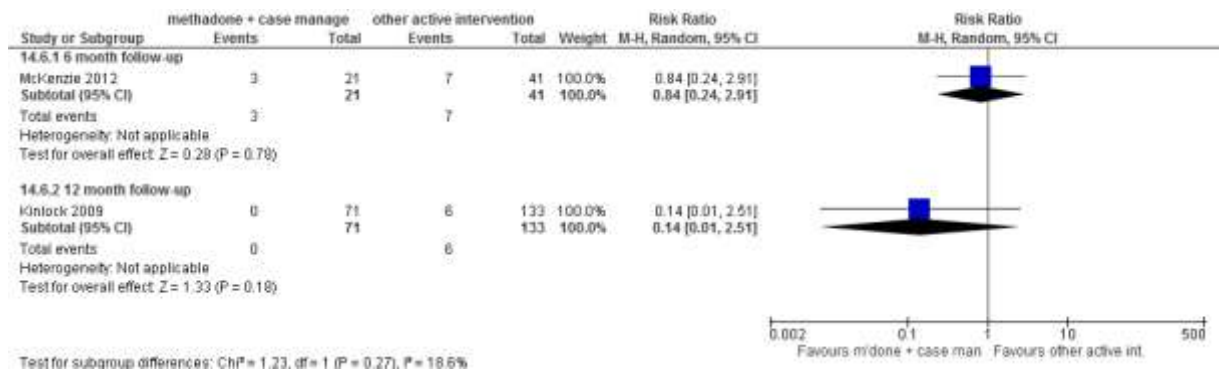 methadone + case manage other active intervention Risk Ratio Risk Ratio
Study or Subgroup Events Total Events Total Weight M-H, Random, 95% CI M-H, Random, 95% CI
14.6.1 6 month follow-up
McKenzie 2012 3 21 7 41 100.0% 0.84 [0.24, 2.91]
Subtotal (95% CI) 21 41 100.0% 0.84 [0.24, 2.91]
Total events 3 7
Heterogeneity: Not applicable
Test for overall effect: Z = 0.28 (P = 0.78)
14.6.2 12 month follow-up
Kinlock 2009 0 71 6 133 100.0% 0.14 [0.01, 2.51]
Subtotal (95% CI) 71 133 100.0% 0.14 [0.01, 2.51]
Total events 0 6
Heterogeneity: Not applicable
Test for overall effect: Z = 1.33 (P = 0.18)
0.002 0.1 1 10 500
Favours m'done + case man Favours other active int.
Test for subgroup differences: Chi² = 1.23, df = 1 (P = 0.27), I² = 18.6%